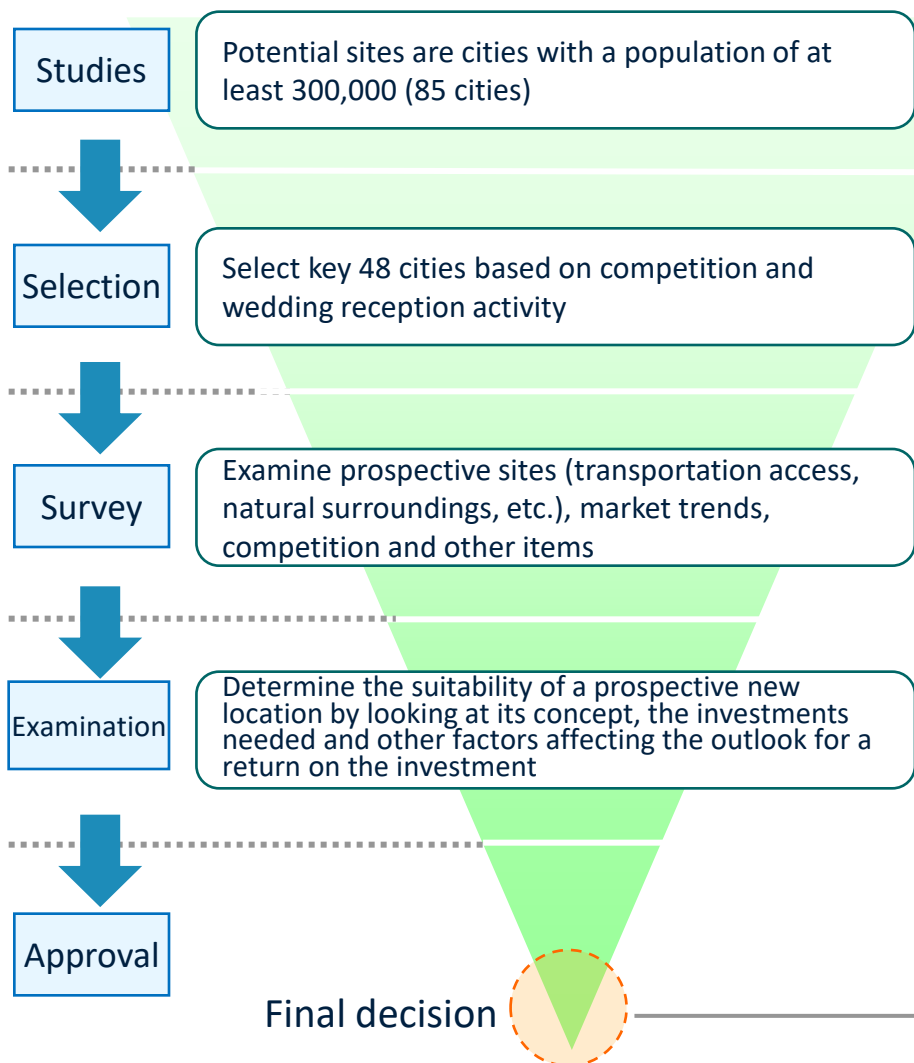 Studies
Potential sites are cities with a population of at
least 300,000 (85 cities)
Selection
Select key 48 cities based on competition and
wedding reception activity
Survey
Examine prospective sites (transportation access,
natural surroundings, etc.), market trends,
competition and other items
Examination
Determine the suitability of a prospective new
location by looking at its concept, the investments
needed and other factors affecting the outlook for a
return on the investment
Approval
Final decision